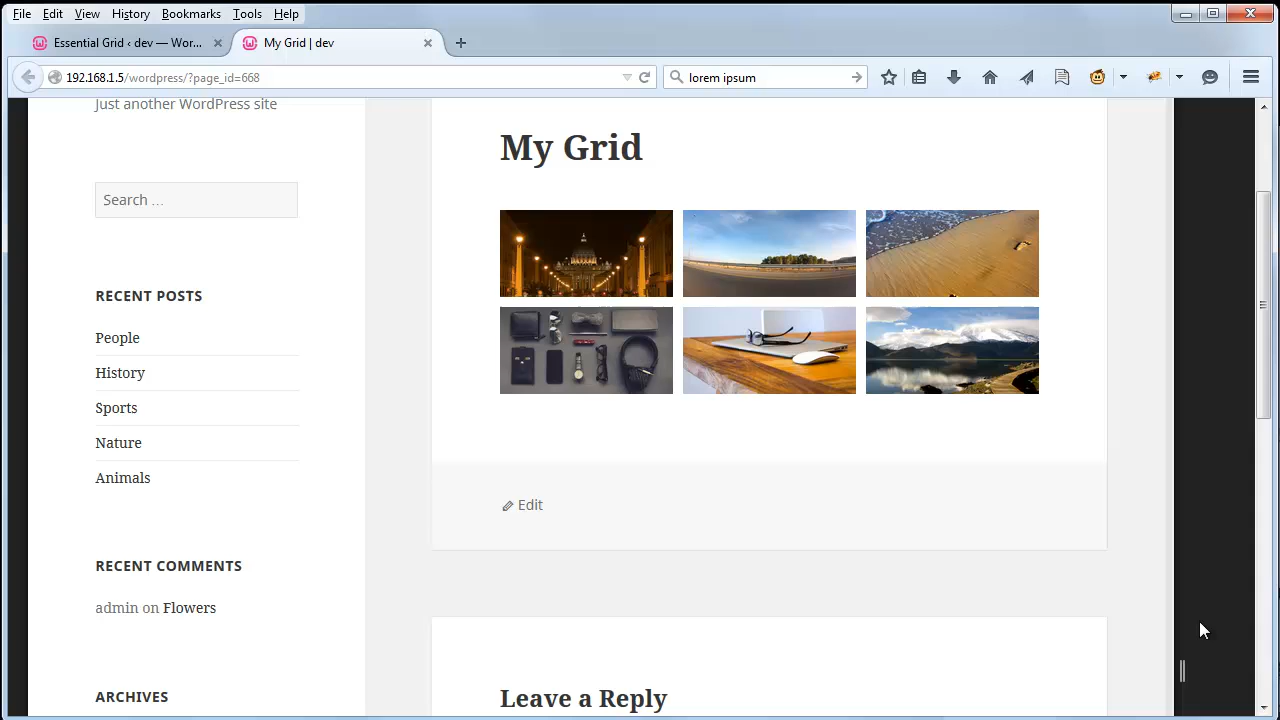 File Edit View History Bookmarks Tools Help
Essential Grid ‹ dev — Wor...
My Grid | dev
192.168.1.5/wordpress/?page_id=668
lorem ipsum
Just another WordPress site
Search ...
RECENT POSTS
People
History
Sports
Nature
Animals
RECENT COMMENTS
admin on Flowers
ARCHIVES
My Grid
Edit
Leave a Reply